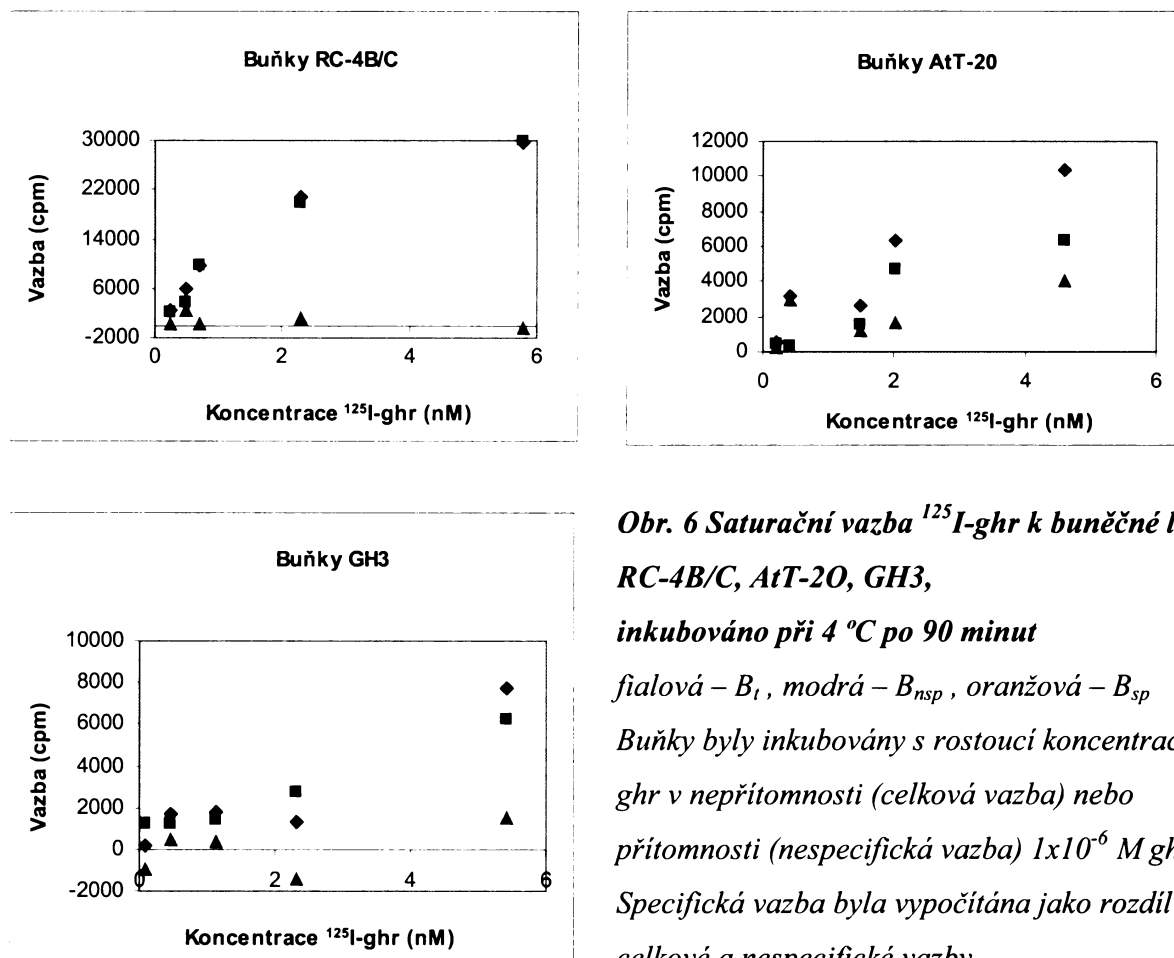 Buňky RC-4B/C
30000
22000
14000
6000
-2000
0 2 4 6
Vazba (cpm)
Koncentrace ¹²⁵I-ghr (nM)
Buňky AtT-20
12000
10000
8000
6000
4000
2000
0
0 2 4 6
Vazba (cpm)
Koncentrace ¹²⁵I-ghr (nM)
Buňky GH3
10000
8000
6000
4000
2000
0
-2000
0 2 4 6
Vazba (cpm)
Koncentrace ¹²⁵I-ghr (nM)
Obr. 6 Saturační vazba ¹²⁵I-ghr k buněčné
RC-4B/C, AtT-2O, GH3,
inkubováno při 4 ºC po 90 minut
fialová – Bₜ , modrá – Bₙₛₚ , oranžová – Bₛₚ
Buňky byly inkubovány s rostoucí
ghr v nepřítomnosti (celková vazba) nebo
přítomnosti (nespecifická vazba) 1x10⁻⁶ M
Specifická vazba byla vypočítána jako rozdíl
celkové a nespecifické vazby